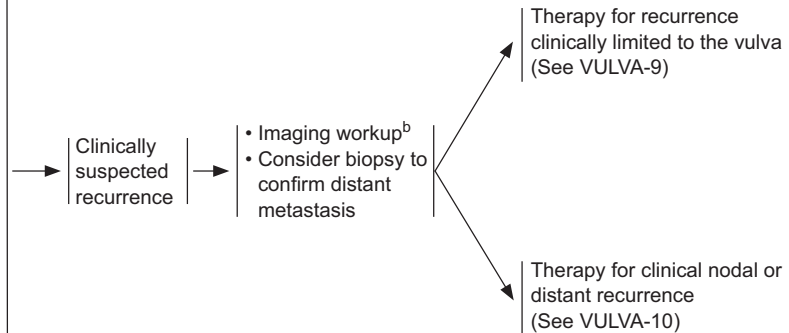 Therapy for recurrence
clinically limited to the vulva
(See VULVA-9)
Clinically
suspected
recurrence
• Imaging workupᵇ
• Consider biopsy to
confirm distant
metastasis
Therapy for clinical nodal or
distant recurrence
(See VULVA-10)